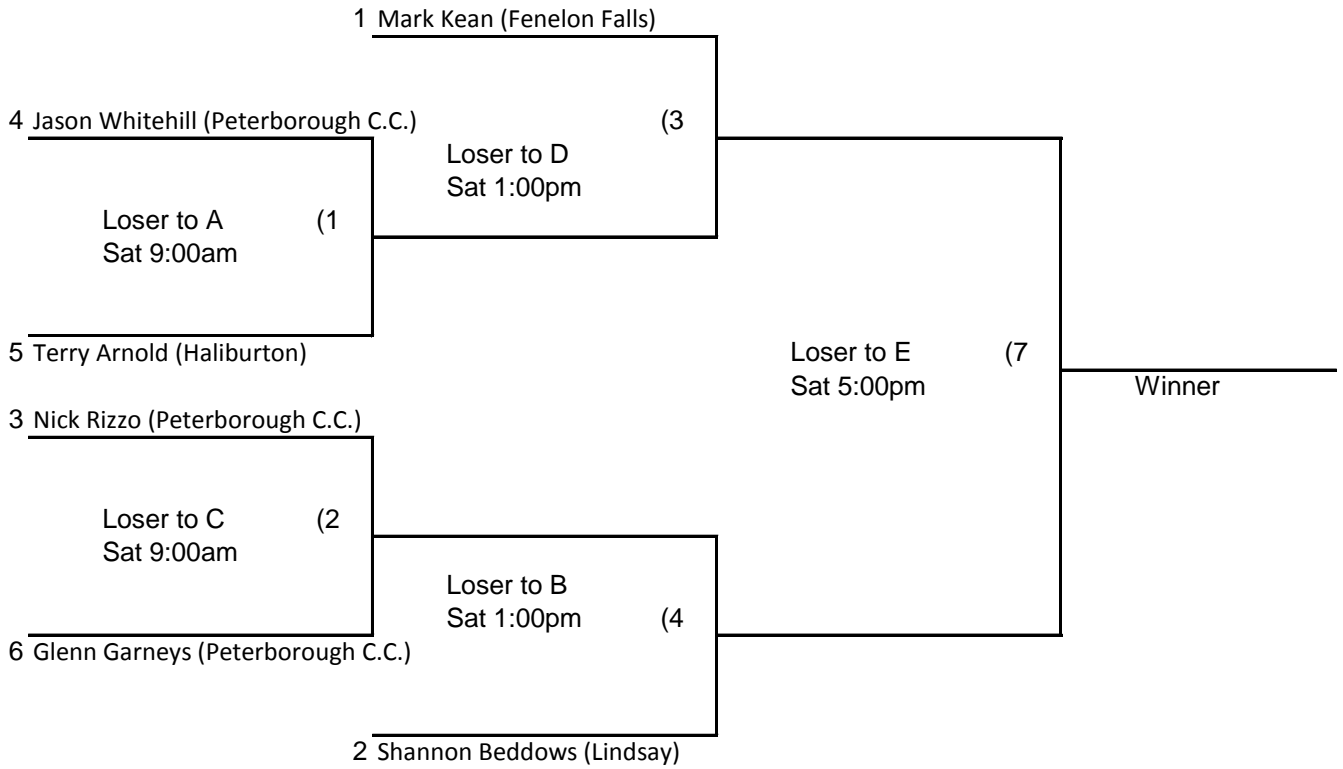 1 Mark Kean (Fenelon Falls)
4 Jason Whitehill (Peterborough C.C.)
(3
Loser to D
Sat 1:00pm
Loser to A (1
Sat 9:00am
5 Terry Arnold (Haliburton)
Loser to E (7
Sat 5:00pm
Winner
3 Nick Rizzo (Peterborough C.C.)
Loser to C (2
Sat 9:00am
Loser to B
Sat 1:00pm (4
6 Glenn Garneys (Peterborough C.C.)
2 Shannon Beddows (Lindsay)